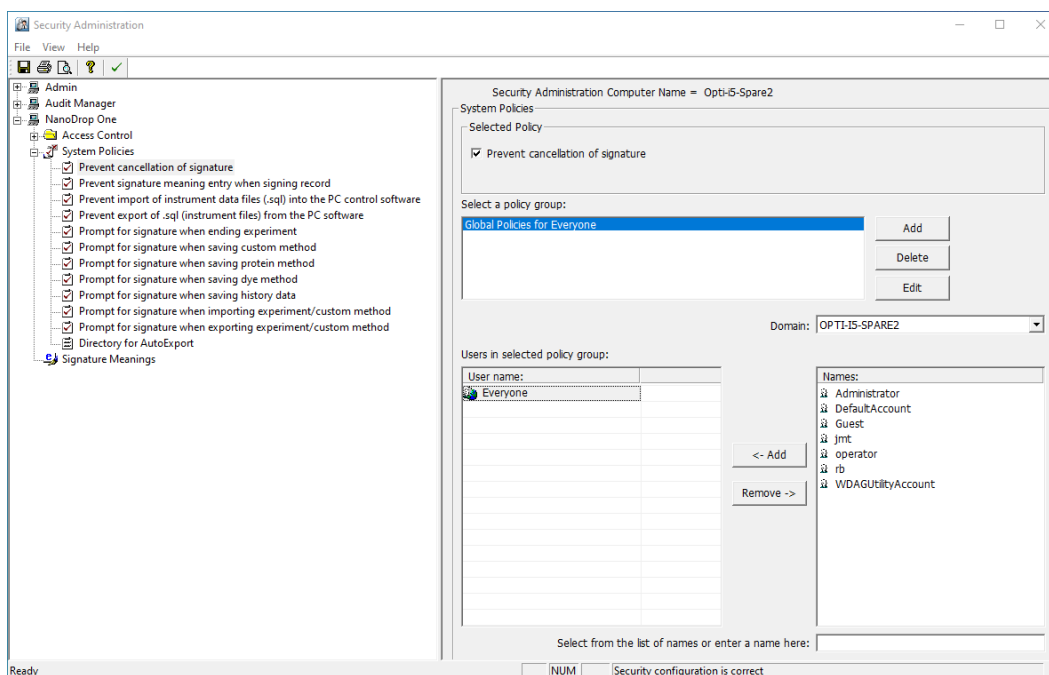 Security Administration
File View Help
Admin
Audit Manager
NanoDrop One
Access Control
System Policies
Prevent cancellation of signature
Prevent signature meaning entry when signing record
Prevent import of instrument data files (.sql) into the PC control software
Prevent export of .sql (instrument files) from the PC software
Prompt for signature when ending experiment
Prompt for signature when saving custom method
Prompt for signature when saving protein method
Prompt for signature when saving dye method
Prompt for signature when saving history data
Prompt for signature when importing experiment/custom method
Prompt for signature when exporting experiment/custom method
Directory for AutoExport
Signature Meanings
Security Administration Computer Name = Opti-i5-Spare2
System Policies
Selected Policy
Prevent cancellation of signature
Select a policy group:
Global Policies for Everyone
Add
Delete
Edit
Domain: OPTI-I5-SPARE2
Users in selected policy group:
User name:
Everyone
<- Add
Remove ->
Names:
Administrator
DefaultAccount
Guest
jmt
operator
rb
WDAGUtilityAccount
Select from the list of names or enter a name here:
Ready NUM Security configuration is correct